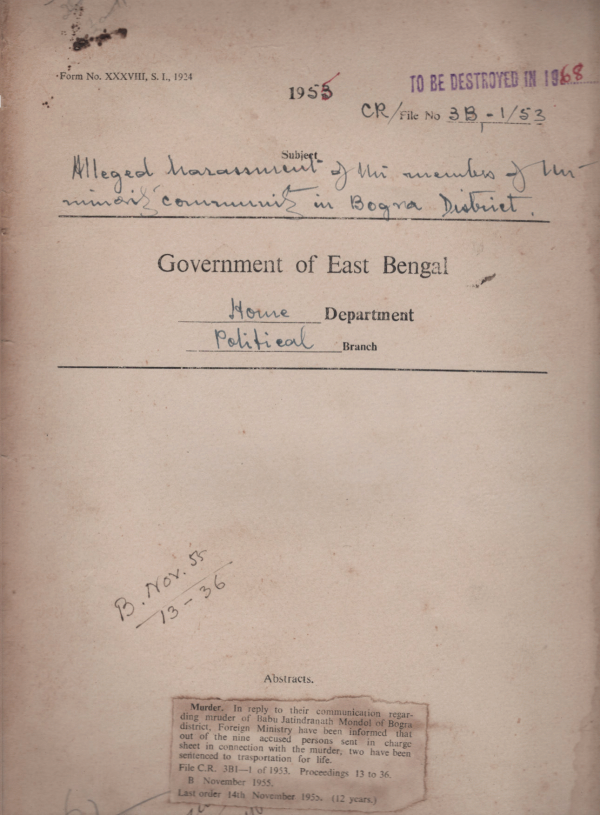 Form No. XXXVIII, S. I., 1924
1953
TO BE DESTROYED IN 1968
CR/File No 3B1-1/53
Subject
Alleged harassment of the members of the
minority community in Bogra District.
Government of East Bengal
Home Department
Political Branch
B. Nov. 55
13 - 36
Abstracts.
Murder. In reply to their communication regar-
ding mruder of Babu Jatindranath Mondol of Bogra
district, Foreign Ministry have been informed that
out of the nine accused persons sent in charge
sheet in connection with the murder, two have been
sentenced to trasportation for life.
File C.R. 3B1—1 of 1953. Proceedings 13 to 36.
B November 1955.
Last order 14th November 1955. (12 years.)